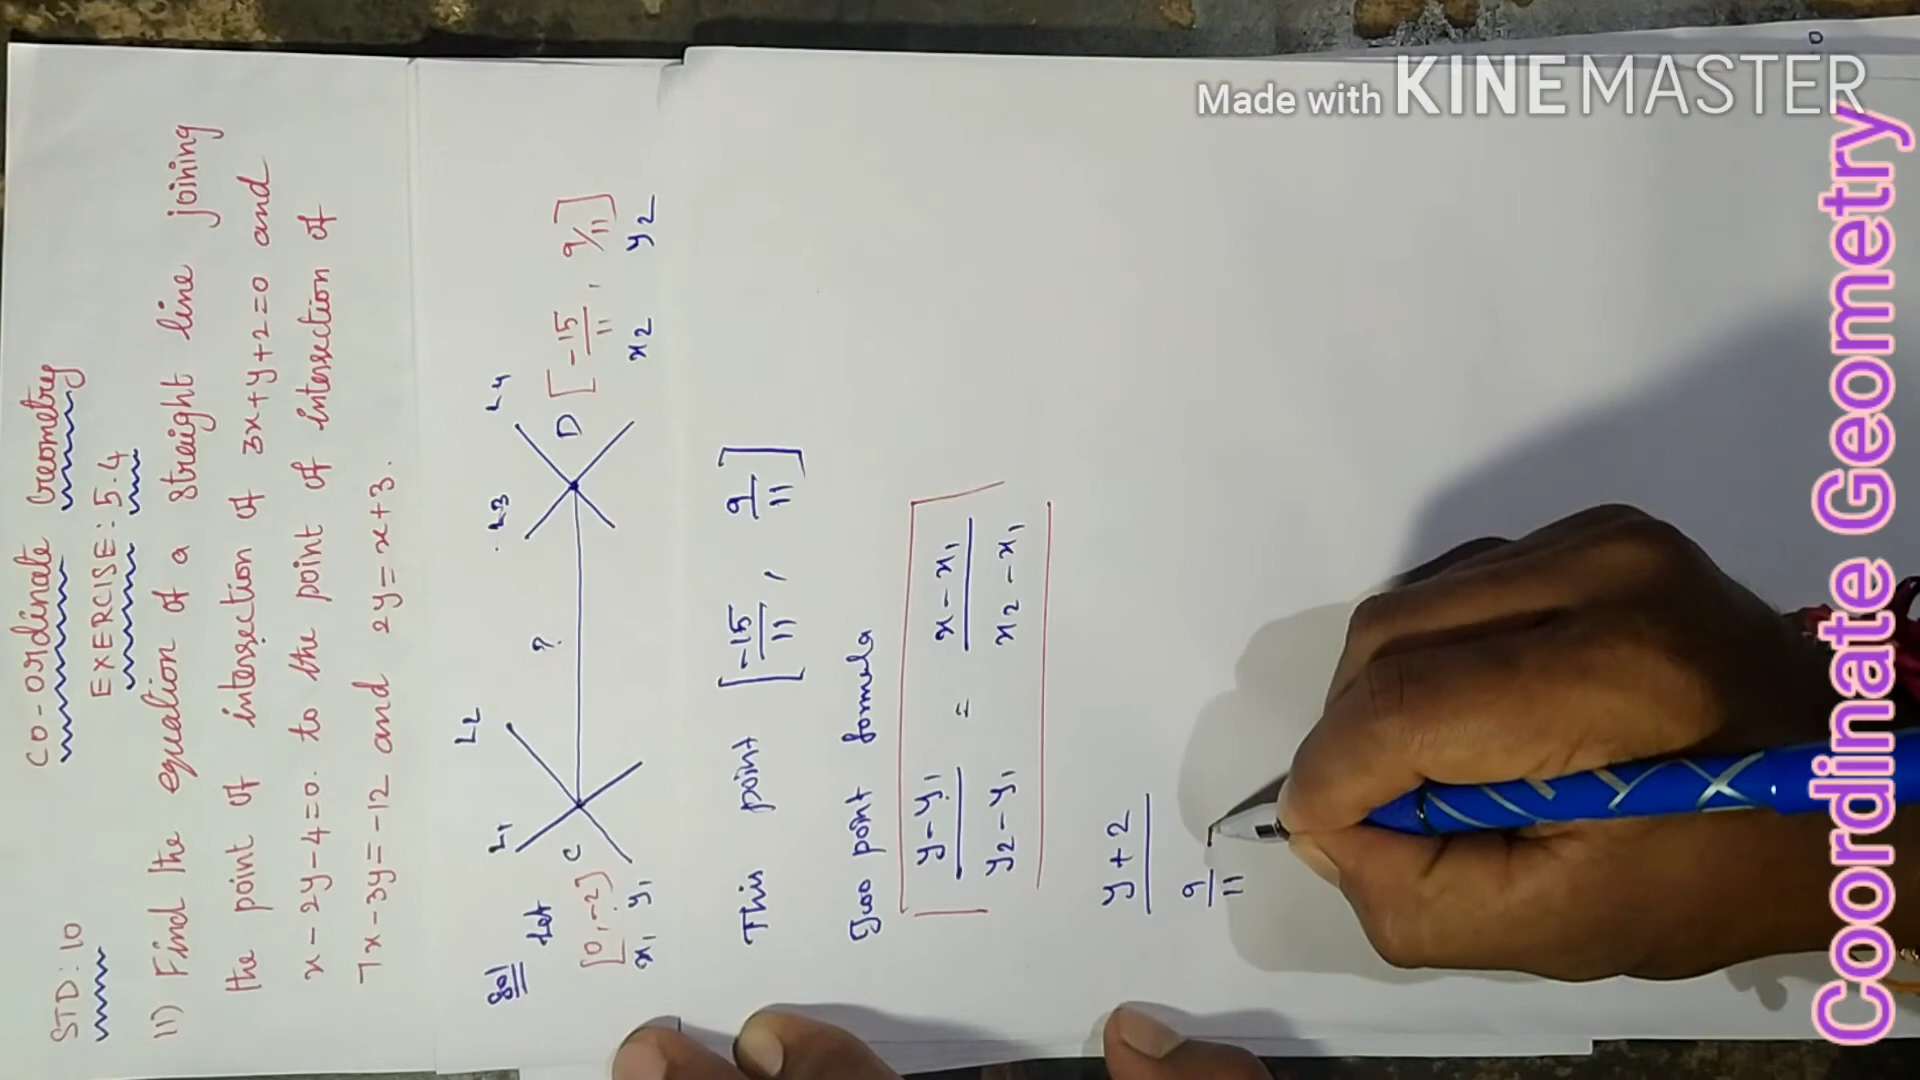 CO-Ordinate Geometry
EXERCISE: 5.4
STD: 10
11) Find the equation of a straight line joining
the point of intersection of 3x+y+2=0 and
x-2y-4=0. to the point of intersection of
7x-3y=-12 and 2y=x+3.
Sol Let
L1 L2 L3 L4
C ? D
[0,-2] [-15/11, 9/11]
x1 y1 x2 y2
This point [-15/11, 9/11]
Two point formula
y-y1/y2-y1 = x-x1/x2-x1
y+2
9/11
Made with KINEMASTER
Coordinate Geometry